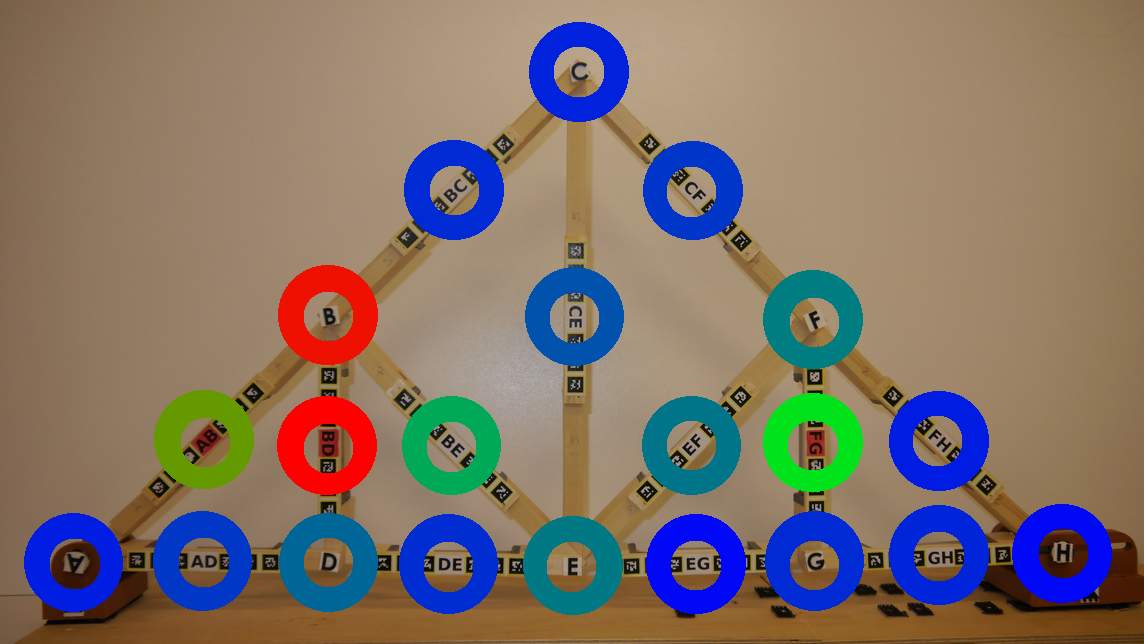 C
BC CF
B CE F
AB BD BE EF FG FH
A AD D DE E EG G GH H